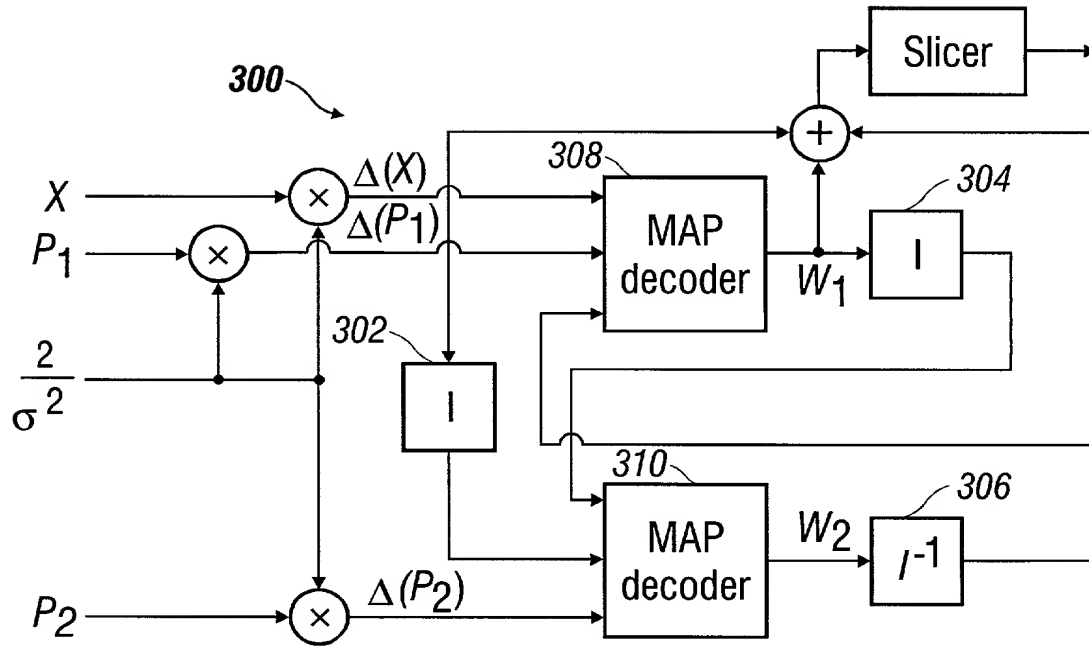 Slicer
300
+
308
304
X
×
Δ(X)
Δ(P₁)
P₁
×
MAP
decoder
W₁
I
302
2
σ²
I
310
306
MAP
decoder
W₂
I⁻¹
P₂
×
Δ(P₂)